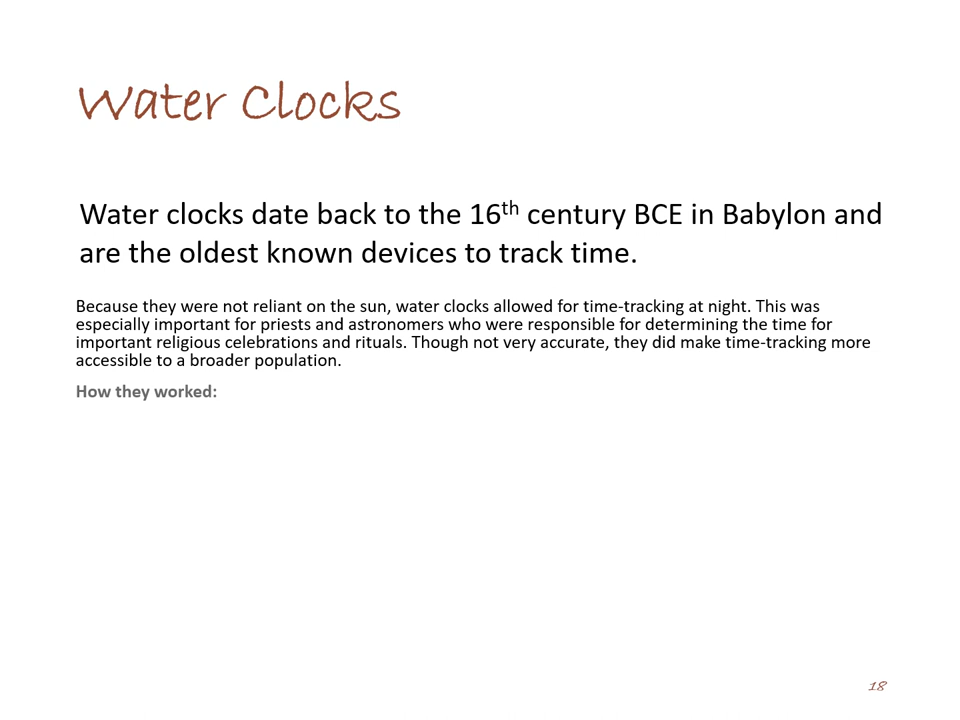 Water Clocks
Water clocks date back to the 16th century BCE in Babylon and
are the oldest known devices to track time.
Because they were not reliant on the sun, water clocks allowed for time-tracking at night. This was
especially important for priests and astronomers who were responsible for determining the time for
important religious celebrations and rituals. Though not very accurate, they did make time-tracking more
accessible to a broader population.
How they worked:
18